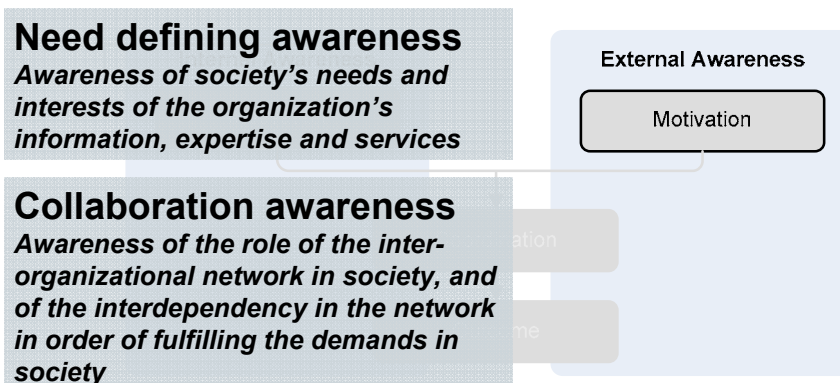 Need defining awareness
Awareness of society's needs and
interests of the organization's
information, expertise and services
Collaboration awareness
Awareness of the role of the inter-
organizational network in society, and
of the interdependency in the network
in order of fulfilling the demands in
society
External Awareness
Motivation